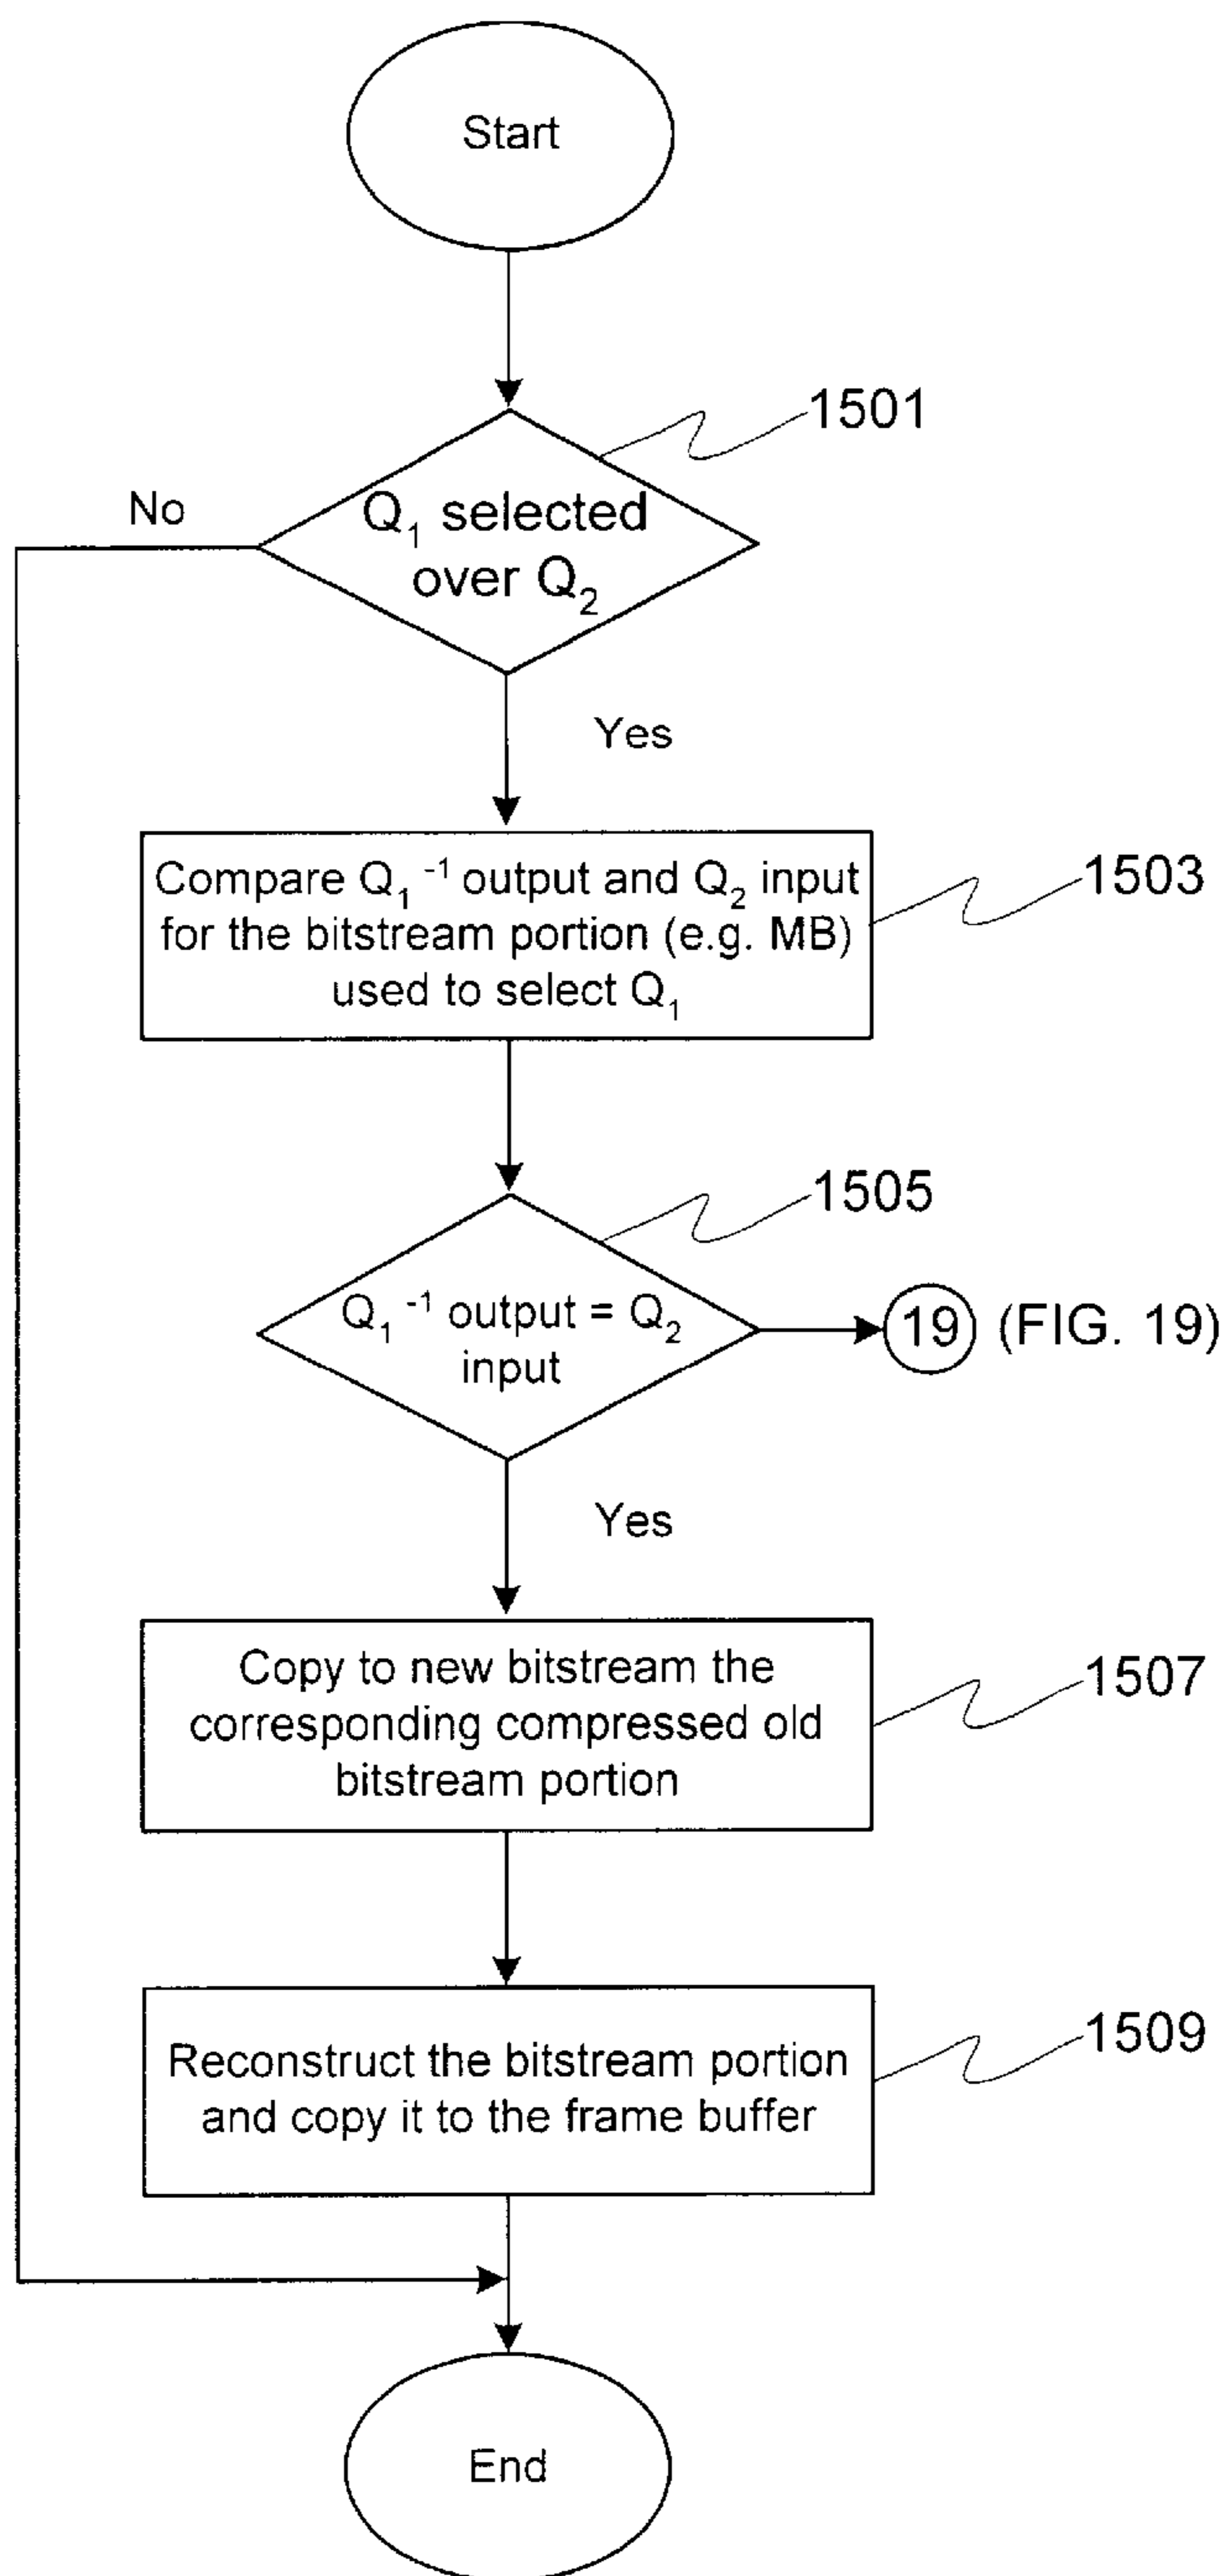 Start
1501
No
Q₁ selected
over Q₂
Yes
1503
Compare Q₁⁻¹ output and Q₂ input
for the bitstream portion (e.g. MB)
used to select Q₁
1505
Q₁⁻¹ output = Q₂
input
19 (FIG. 19)
Yes
1507
Copy to new bitstream the
corresponding compressed old
bitstream portion
1509
Reconstruct the bitstream portion
and copy it to the frame buffer
End